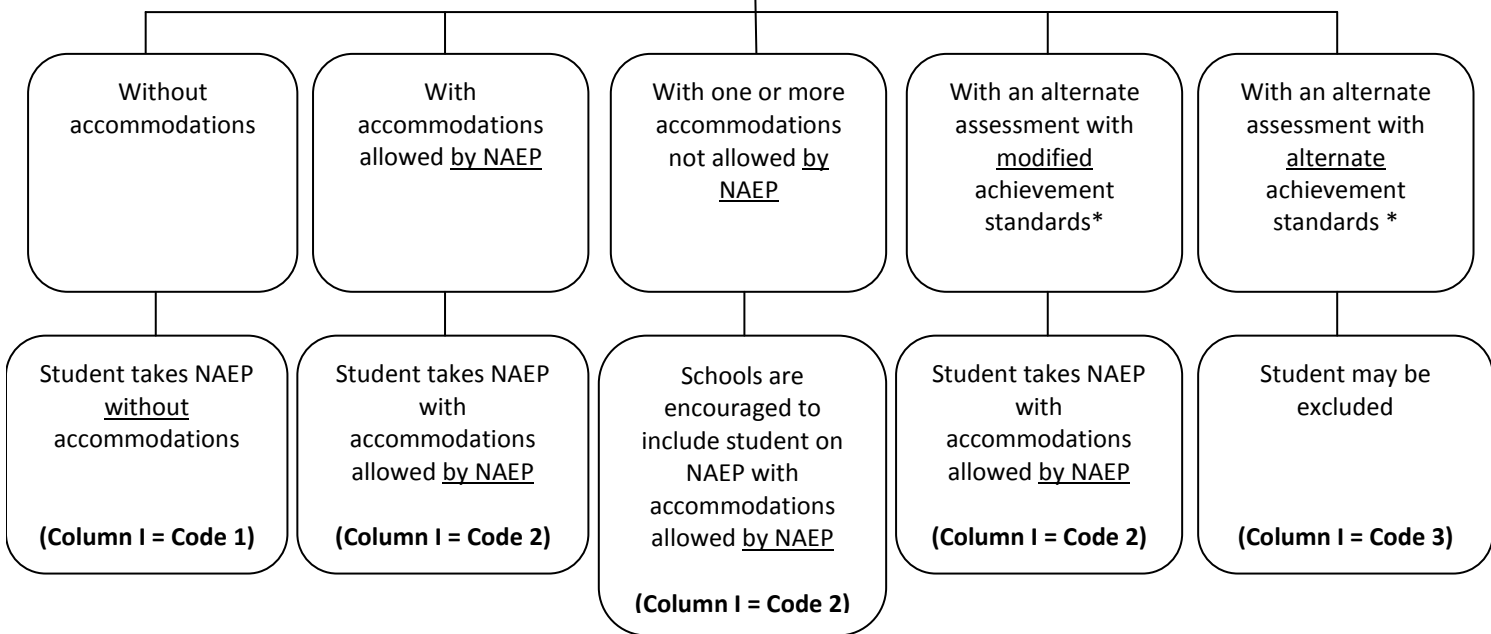 Without
accommodations
With
accommodations
allowed by NAEP
With one or more
accommodations
not allowed by
NAEP
With an alternate
assessment with
modified
achievement
standards*
With an alternate
assessment with
alternate
achievement
standards *
Student takes NAEP
without
accommodations
(Column I = Code 1)
Student takes NAEP
with
accommodations
allowed by NAEP
(Column I = Code 2)
Schools are
encouraged to
include student on
NAEP with
accommodations
allowed by NAEP
(Column I = Code 2)
Student takes NAEP
with
accommodations
allowed by NAEP
(Column I = Code 2)
Student may be
excluded
(Column I = Code 3)